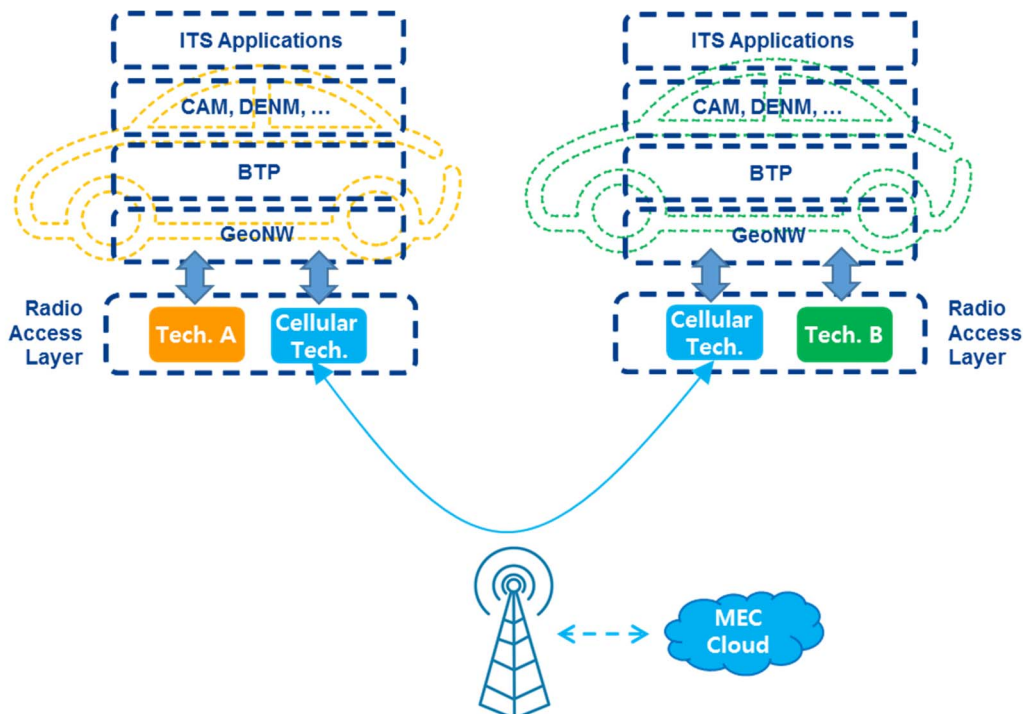 ITS Applications
CAM, DENM, ...
BTP
GeoNW
Radio
Access
Layer
Tech. A
Cellular
Tech.
ITS Applications
CAM, DENM, ...
BTP
GeoNW
Cellular
Tech.
Tech. B
Radio
Access
Layer
MEC
Cloud